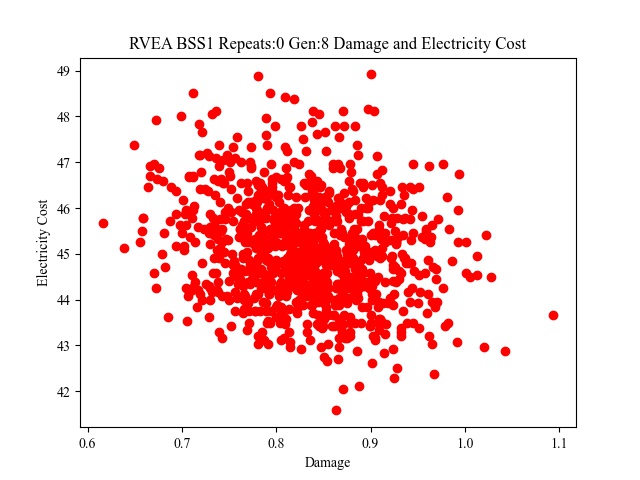 RVEA BSS1 Repeats:0 Gen:8 Damage and Electricity Cost
49
48
47
46
45
44
43
42
Electricity Cost
0.6 0.7 0.8 0.9 1.0 1.1
Damage